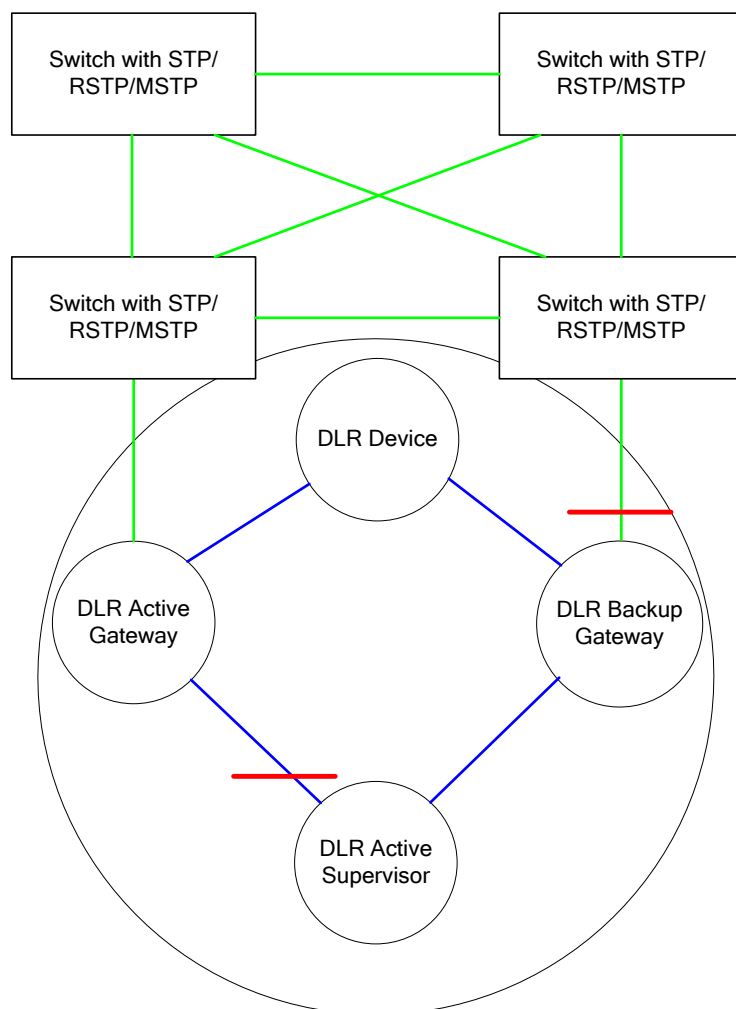 Switch with STP/
RSTP/MSTP
Switch with STP/
RSTP/MSTP
Switch with STP/
RSTP/MSTP
Switch with STP/
RSTP/MSTP
DLR Device
DLR Active
Gateway
DLR Backup
Gateway
DLR Active
Supervisor